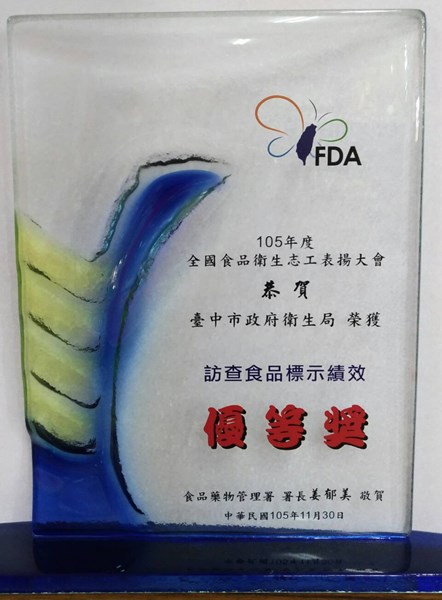 FDA
105年度
全國食品衛生志工表揚大會
恭賀
臺中市政府衛生局 榮獲
訪查食品標示績效
優等獎
食品藥物管理署 署長姜郁美 敬賀
中華民國105年11月30日